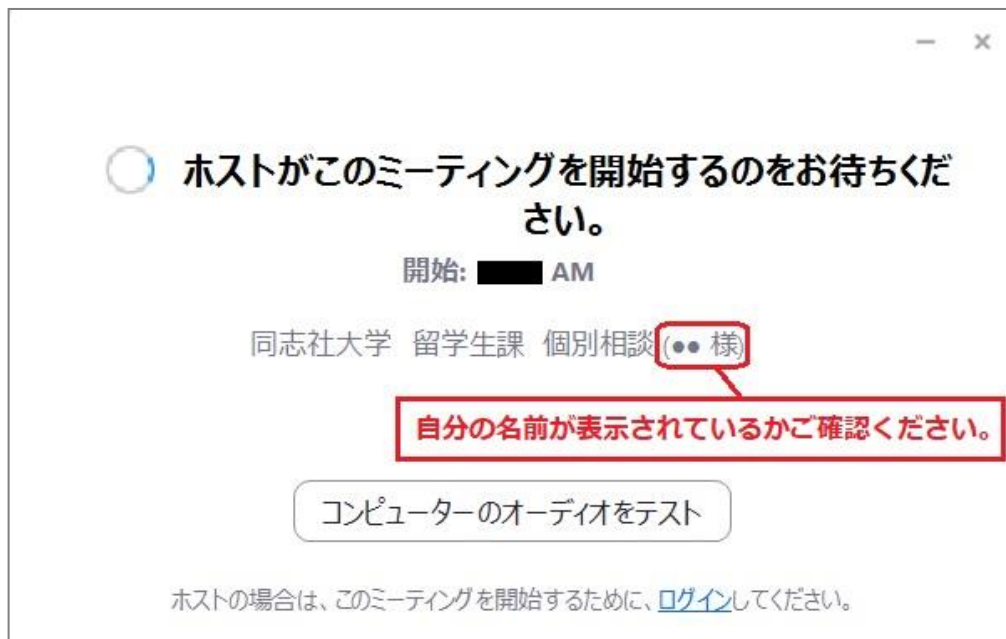 ホストがこのミーティングを開始するのをお待ちくだ
さい。
開始: AM
同志社大学 留学生課 個別相談 (●● 様)
自分の名前が表示されているかご確認ください。
コンピューターのオーディオをテスト
ホストの場合は、このミーティングを開始するために、ログインしてください。